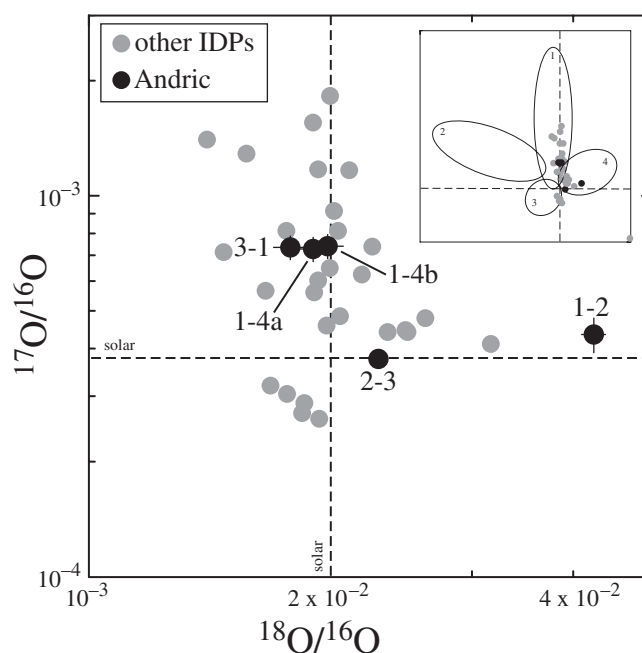 other IDPs
Andric
1
2
3
4
10⁻³
10⁻⁴
¹⁷O/¹⁶O
3-1
1-4a
1-4b
1-2
2-3
solar
solar
10⁻³
2 x 10⁻²
4 x 10⁻²
¹⁸O/¹⁶O